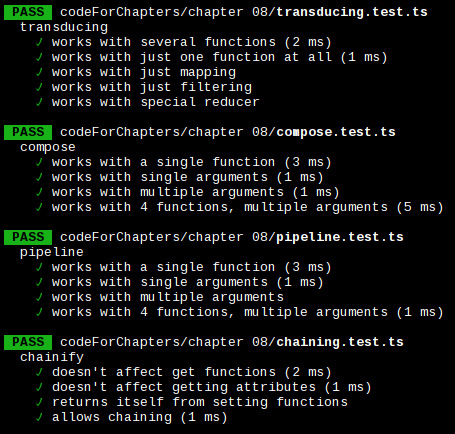 PASS codeForChapters/chapter 08/transducing.test.ts
transducing
✓ works with several functions (2 ms)
✓ works with just one function at all (1 ms)
✓ works with just mapping
✓ works with just filtering
✓ works with special reducer
PASS codeForChapters/chapter 08/compose.test.ts
compose
✓ works with a single function (3 ms)
✓ works with single arguments (1 ms)
✓ works with multiple arguments (1 ms)
✓ works with 4 functions, multiple arguments (5 ms)
PASS codeForChapters/chapter 08/pipeline.test.ts
pipeline
✓ works with a single function (3 ms)
✓ works with single arguments (1 ms)
✓ works with multiple arguments
✓ works with 4 functions, multiple arguments (1 ms)
PASS codeForChapters/chapter 08/chaining.test.ts
chainify
✓ doesn't affect get functions (2 ms)
✓ doesn't affect getting attributes (1 ms)
✓ returns itself from setting functions
✓ allows chaining (1 ms)